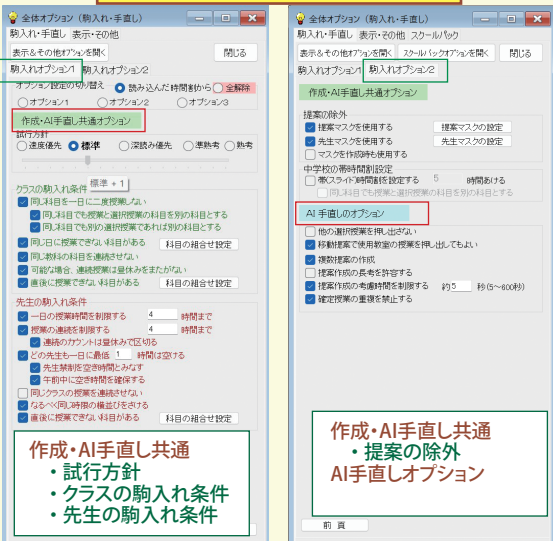 全体オプション（駒入れ・手直し）
駒入れ・手直し 表示・その他
表示＆その他オプションを開く 閉じる
駒入れオプション1 駒入れオプション2
オプション設定の切り替え 読み込んだ時間割から 全解除
オプション1 オプション2 オプション3
作成・AI手直し共通オプション
試行方針
速度優先 標準 深読み優先 準熟考 熟考
標準 + 1
クラスの駒入れ条件
同じ科目を一日に二度授業しない
同じ科目でも授業と選択授業の科目を別の科目とする
同じ科目でも別の選択授業であれば別の科目とする
同じ日に授業できない科目がある 科目の組合せ設定
同じ教科の科目を連続させない
可能な場合、連続授業は昼休みをまたがない
直後に授業できない科目がある 科目の組合せ設定
先生の駒入れ条件
一日の授業時間を制限する 4 時間まで
授業の連続を制限する 4 時間まで
連続のカウントは昼休みで区切る
どの先生も一日に最低 1 時間は空ける
先生禁制を空き時間とみなす
午前中に空き時間を確保する
同じクラスの授業を連続させない
なるべく同じ時限の横並びをさける
直後に授業できない科目がある 科目の組合せ設定
作成・AI手直し共通
・試行方針
・クラスの駒入れ条件
・先生の駒入れ条件
全体オプション（駒入れ・手直し）
駒入れ・手直し 表示・その他 スクールパック
表示＆その他オプションを開く スクールパックオプションを開く 閉じる
駒入れオプション1 駒入れオプション2
作成・AI手直し共通オプション
提案の除外
提案マスクを使用する 提案マスクの設定
先生マスクを使用する 先生マスクの設定
マスクを作成時も使用する
中学校の帯時間割設定
帯(スライド)時間割を設定する 5 時間あける
同じ科目でも授業と選択授業の科目を別の科目とする
AI 手直しのオプション
他の選択授業を押し出さない
移動提案で使用教室の授業を押し出してもよい
複数提案の作成
提案作成の長考を許容する
提案作成の考慮時間を制限する 約 5 秒(5～600秒)
確定授業の重複を禁止する
作成・AI手直し共通
・提案の除外
AI手直しオプション
前 頁